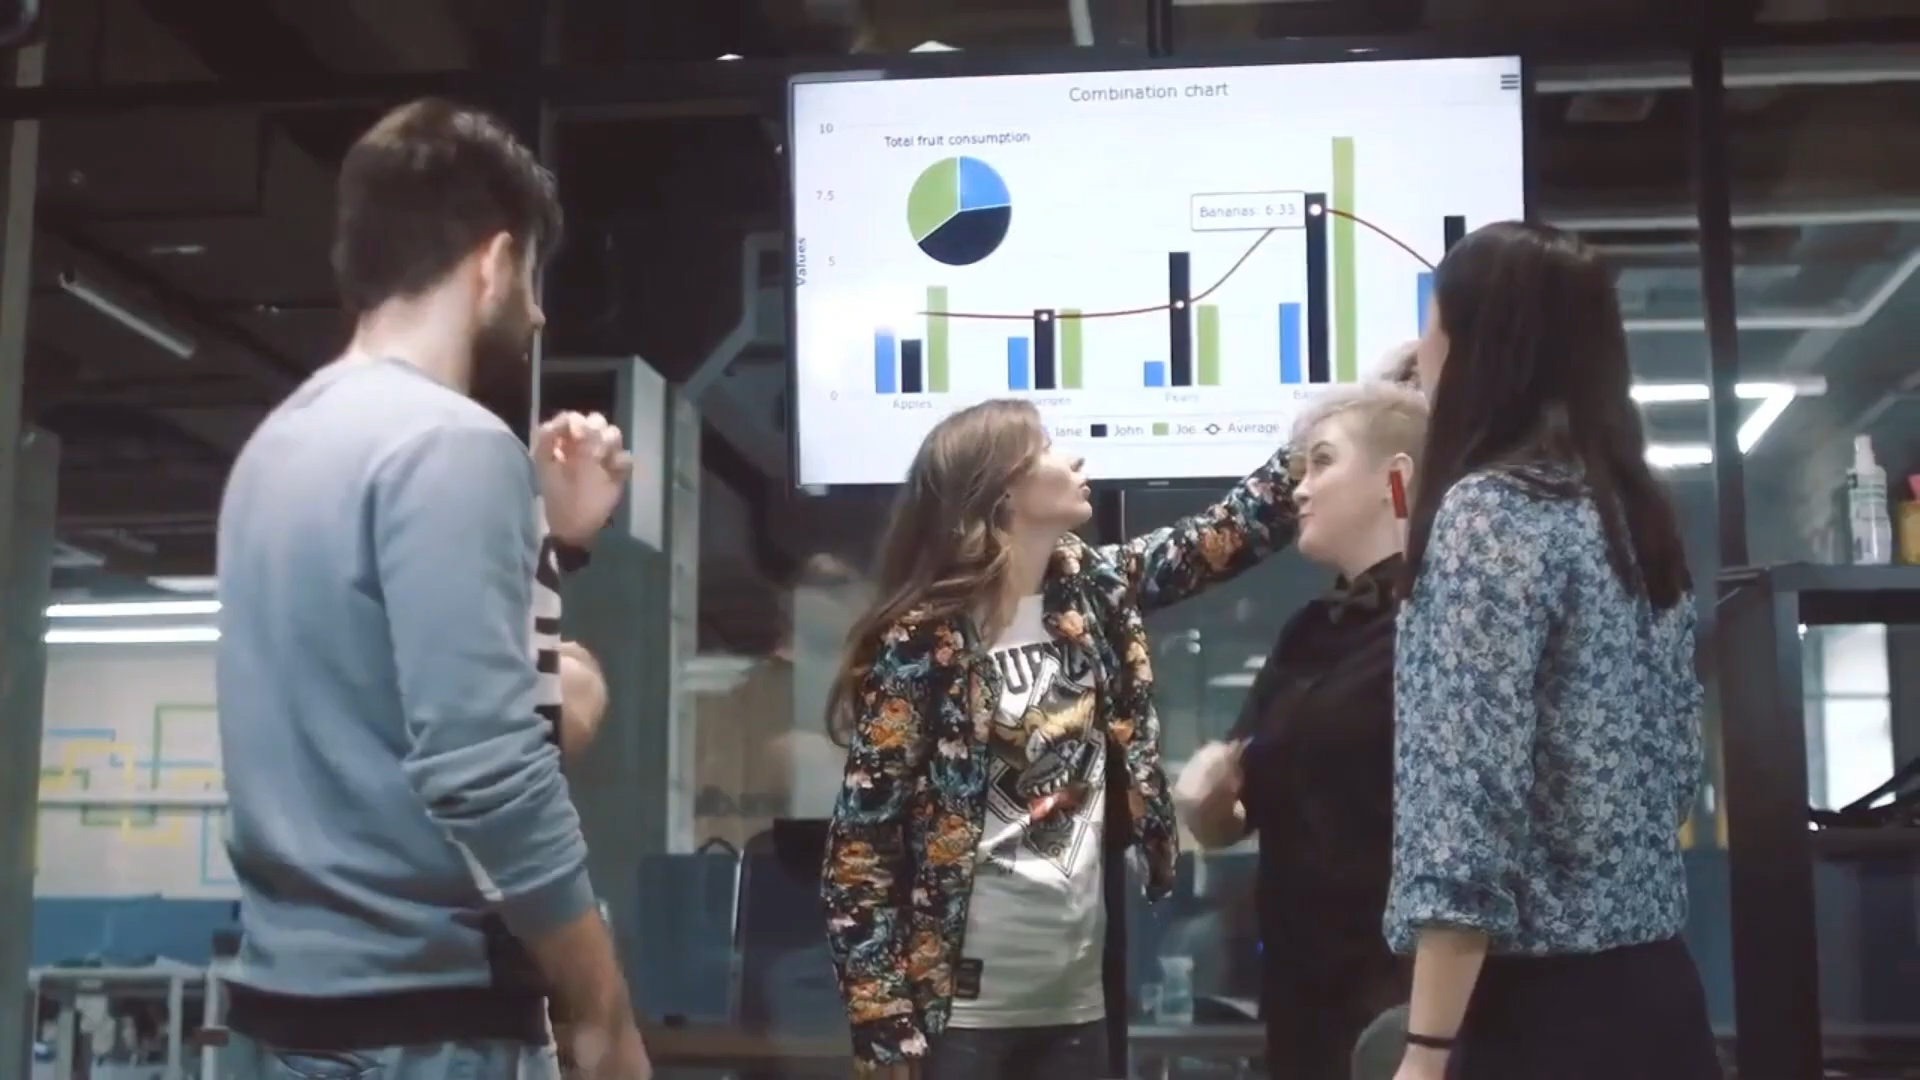 Combination chart
Total fruit consumption
10
7.5
5
0
Values
Bananas: 6.33
Apples
Pears
Jane John Joe Average